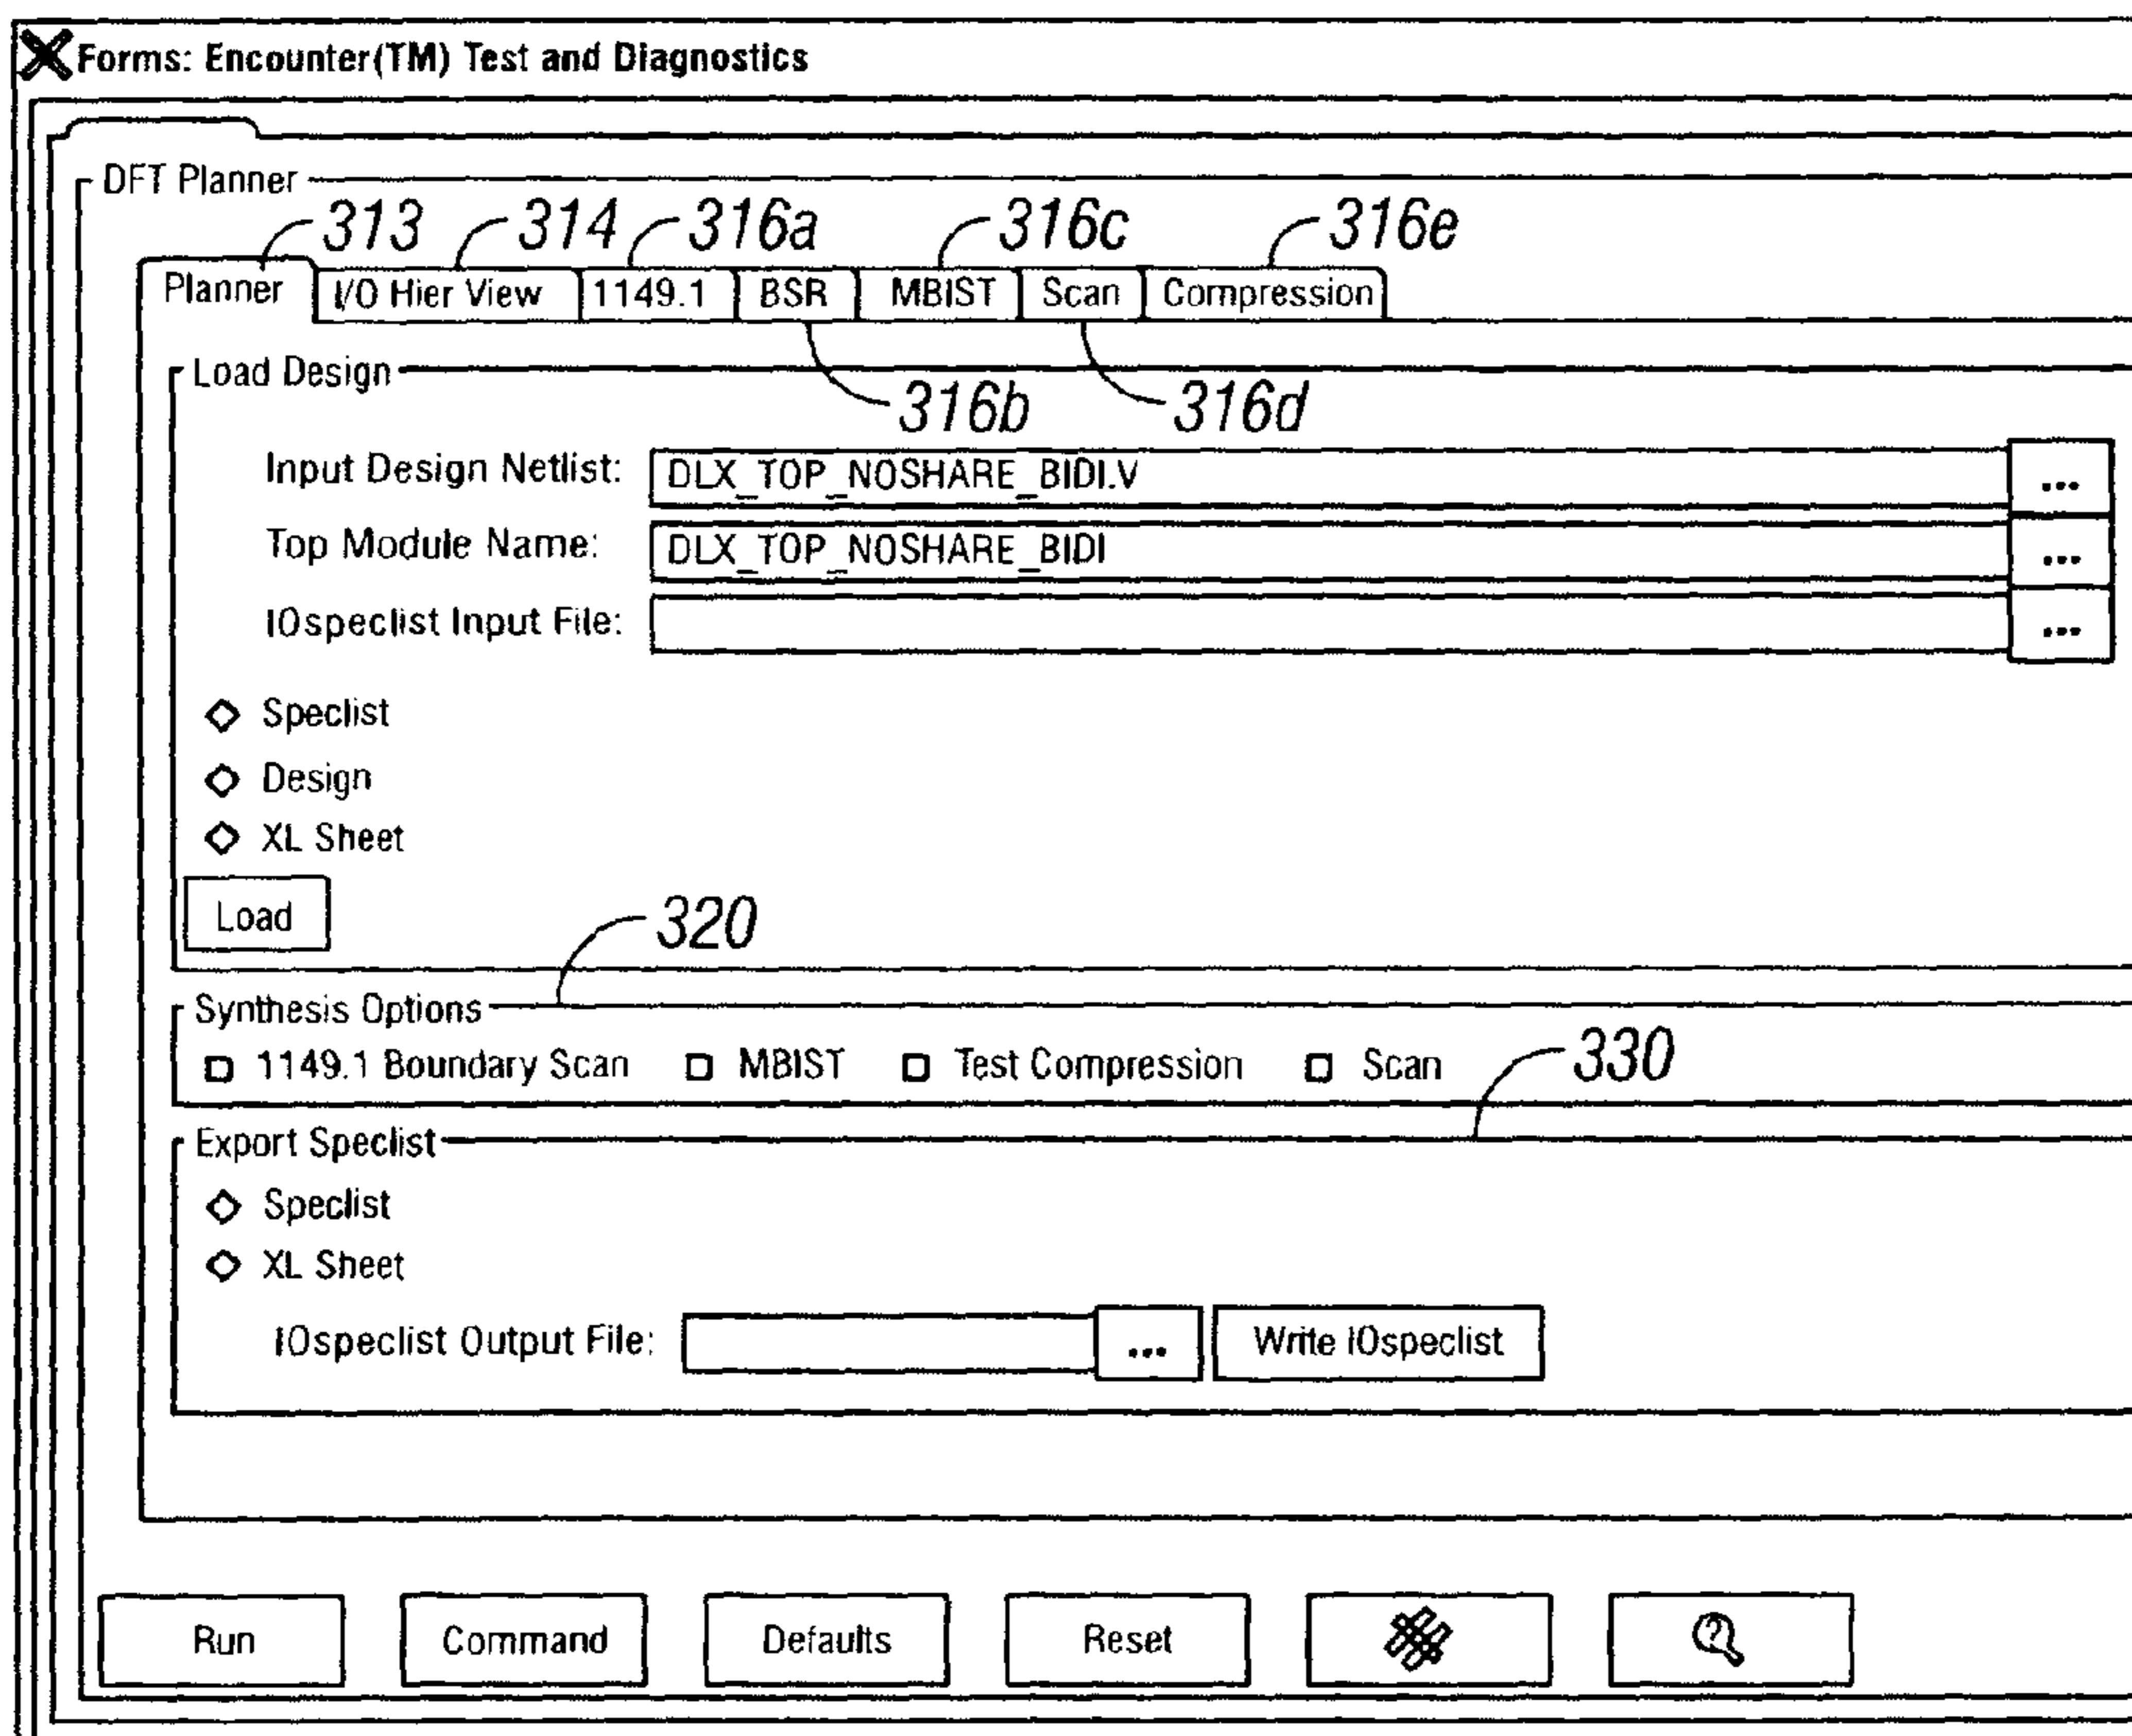 Forms: Encounter(TM) Test and Diagnostics
DFT Planner
313 314 316a 316c 316e
Planner I/O Hier View 1149.1 BSR MBIST Scan Compression
Load Design
316b 316d
Input Design Netlist: DLX_TOP_NOSHARE_BIDI.V ...
Top Module Name: DLX_TOP_NOSHARE_BIDI ...
IOspeclist Input File: ...
Speclist
Design
XL Sheet
Load
320
Synthesis Options
1149.1 Boundary Scan MBIST Test Compression Scan
330
Export Speclist
Speclist
XL Sheet
IOspeclist Output File: ... Write IOspeclist
Run Command Defaults Reset ?